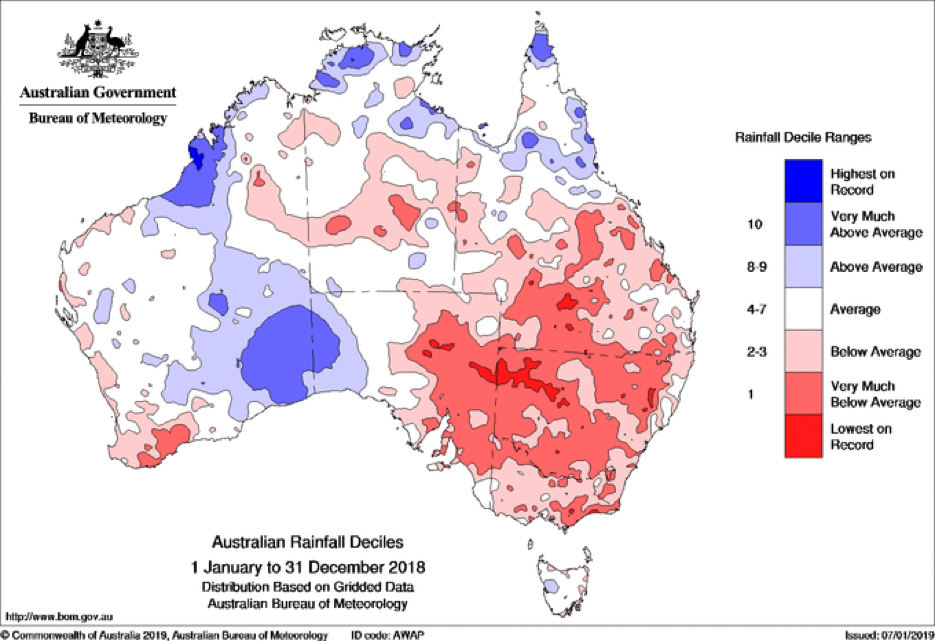 Australian Government
Bureau of Meteorology
Rainfall Decile Ranges
Highest on
Record
10
Very Much
Above Average
8-9
Above Average
4-7
Average
2-3
Below Average
1
Very Much
Below Average
Lowest on
Record
Australian Rainfall Deciles
1 January to 31 December 2018
Distribution Based on Gridded Data
Australian Bureau of Meteorology
http://www.bom.gov.au
© Commonwealth of Australia 2019, Australian Bureau of Meteorology ID code: AWAP Issued: 07/01/2019